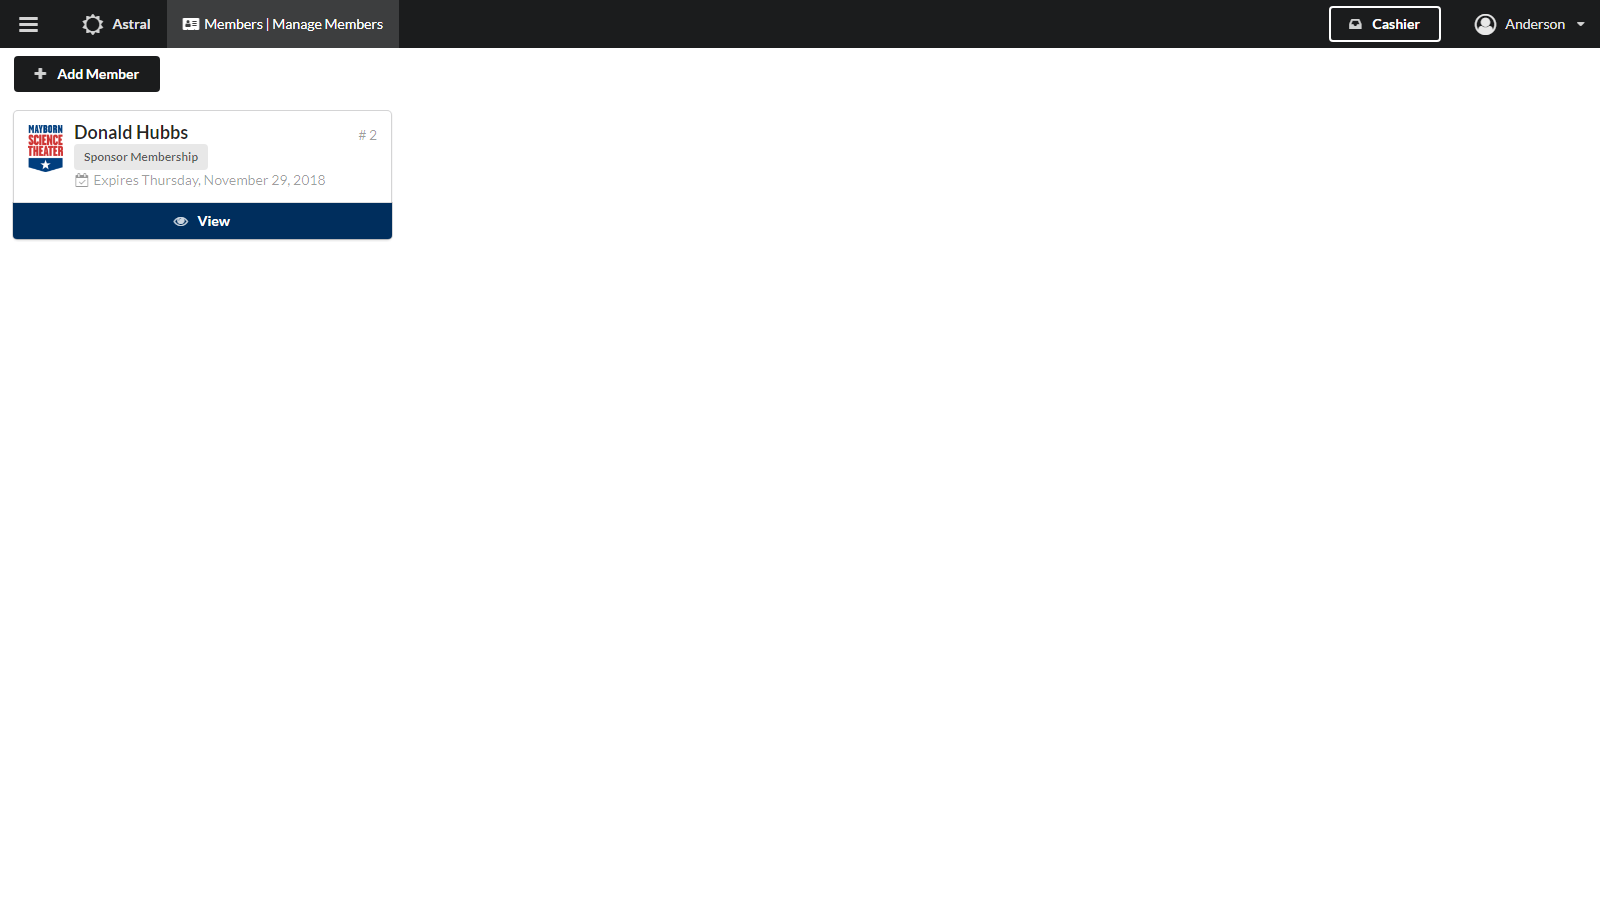 Astral
Members | Manage Members
Cashier
Anderson
Add Member
MAYBORN
SCIENCE
THEATER
Donald Hubbs
# 2
Sponsor Membership
Expires Thursday, November 29, 2018
View